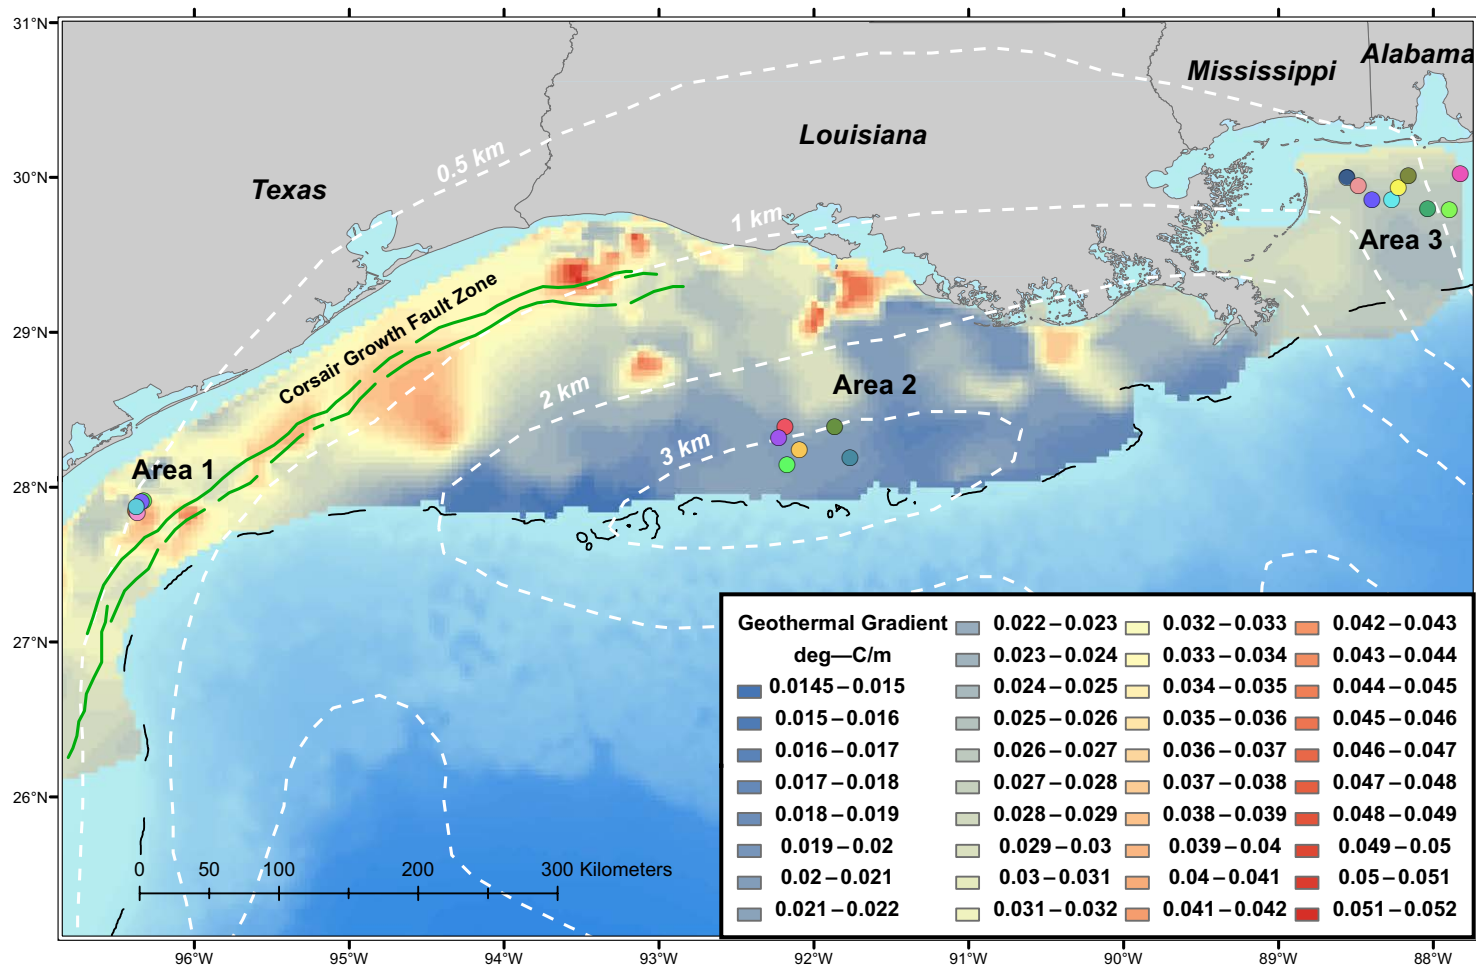 31°N
30°N
29°N
28°N
27°N
26°N
Alabama
Mississippi
Louisiana
Texas
0.5 km
1 km
2 km
3 km
Corsair Growth Fault Zone
Area 1
Area 2
Area 3
Geothermal Gradient
deg—C/m
0.0145–0.015
0.015–0.016
0.016–0.017
0.017–0.018
0.018–0.019
0.019–0.02
0.02–0.021
0.021–0.022
0.022–0.023
0.023–0.024
0.024–0.025
0.025–0.026
0.026–0.027
0.027–0.028
0.028–0.029
0.029–0.03
0.03–0.031
0.031–0.032
0.032–0.033
0.033–0.034
0.034–0.035
0.035–0.036
0.036–0.037
0.037–0.038
0.038–0.039
0.039–0.04
0.04–0.041
0.041–0.042
0.042–0.043
0.043–0.044
0.044–0.045
0.045–0.046
0.046–0.047
0.047–0.048
0.048–0.049
0.049–0.05
0.05–0.051
0.051–0.052
0 50 100 200 300 Kilometers
96°W 95°W 94°W 93°W 92°W 91°W 90°W 89°W 88°W